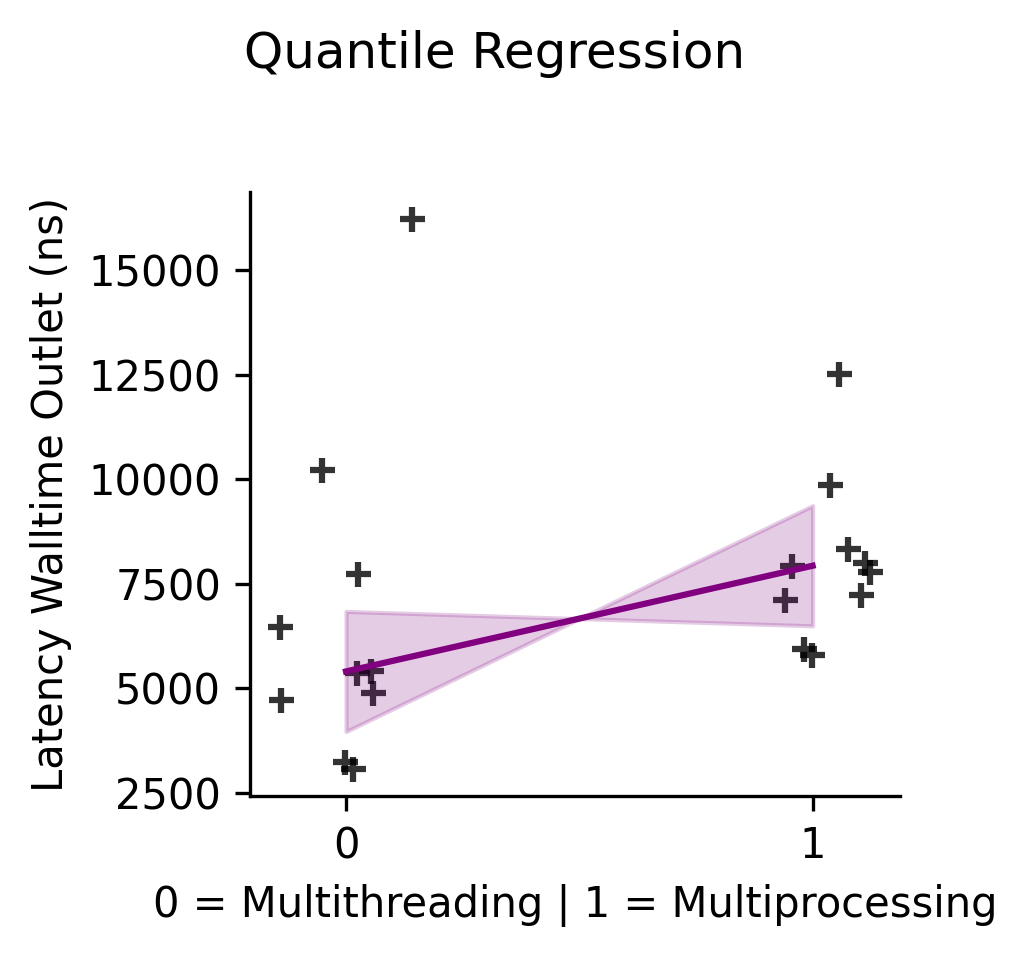 Quantile Regression
Latency Walltime Outlet (ns)
15000
12500
10000
7500
5000
2500
0
1
0 = Multithreading | 1 = Multiprocessing